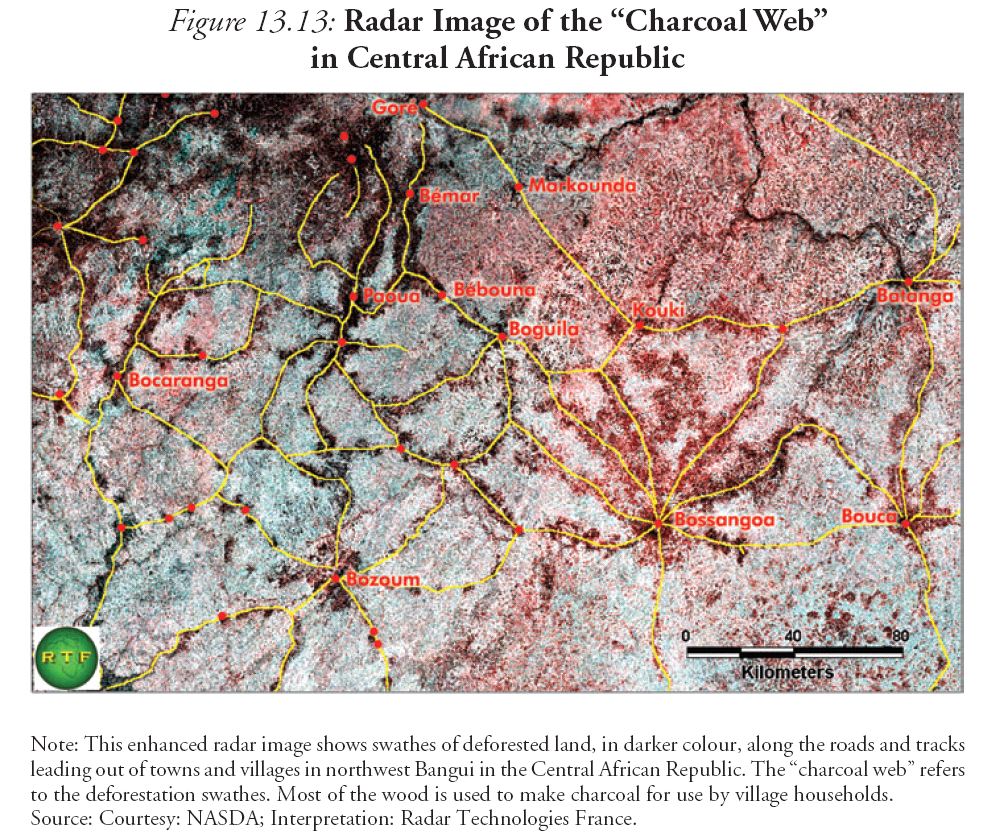 Figure 13.13: Radar Image of the “Charcoal Web”
in Central African Republic
Goré
Markounda
Bémar
Paoua
Bébouna
Batanga
Kouki
Boguila
Bocaranga
Bossangoa
Bouca
Bozoum
0 40 80
Kilometers
RTF
Note: This enhanced radar image shows swathes of deforested land, in darker colour, along the roads and tracks
leading out of towns and villages in northwest Bangui in the Central African Republic. The “charcoal web” refers
to the deforestation swathes. Most of the wood is used to make charcoal for use by village households.
Source: Courtesy: NASDA; Interpretation: Radar Technologies France.